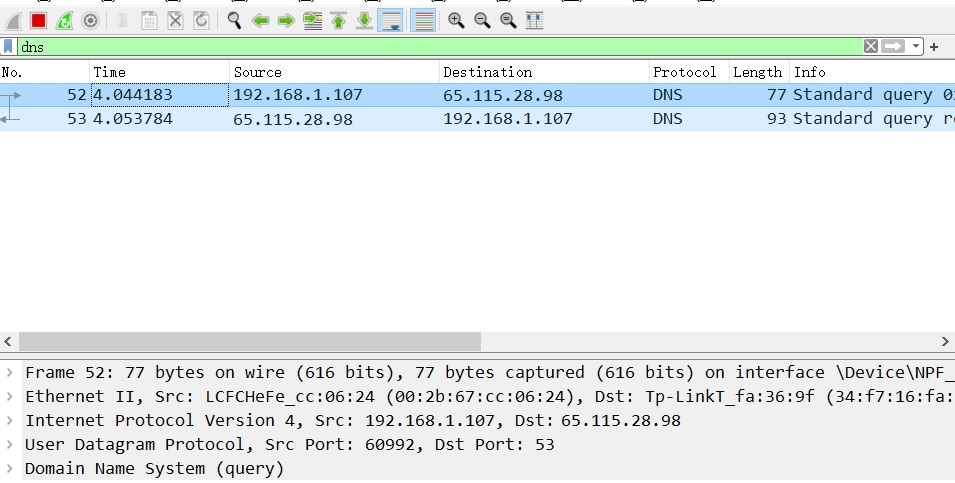 dns
No. Time Source Destination Protocol Length Info
52 4.044183 192.168.1.107 65.115.28.98 DNS 77 Standard query
53 4.053784 65.115.28.98 192.168.1.107 DNS 93 Standard query
Frame 52: 77 bytes on wire (616 bits), 77 bytes captured (616 bits) on interface \Device\NPF_
Ethernet II, Src: LCFCHeFe_cc:06:24 (00:2b:67:cc:06:24), Dst: Tp-LinkT_fa:36:9f (34:f7:16:fa:
Internet Protocol Version 4, Src: 192.168.1.107, Dst: 65.115.28.98
User Datagram Protocol, Src Port: 60992, Dst Port: 53
Domain Name System (query)